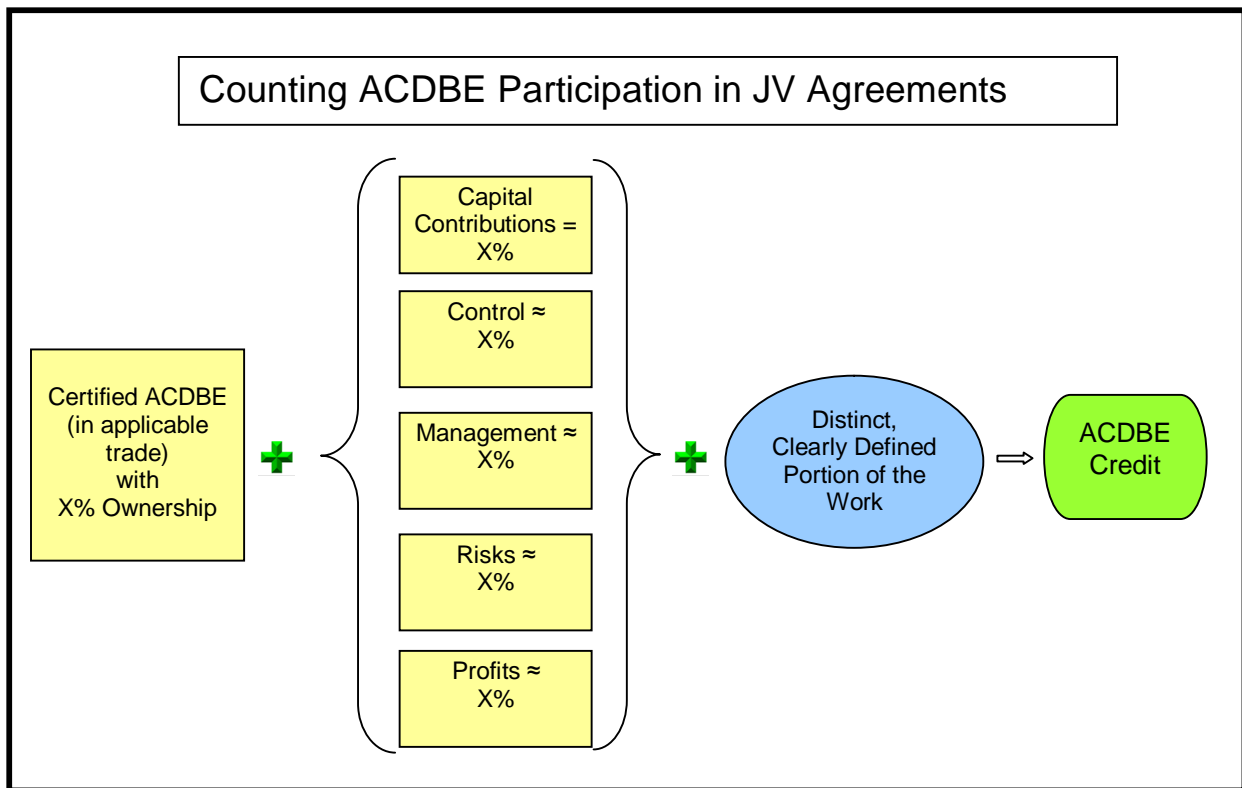 Counting ACDBE Participation in JV Agreements
Certified ACDBE
(in applicable
trade)
with
X% Ownership
Capital
Contributions =
X%
Control ≈
X%
Management ≈
X%
Risks ≈
X%
Profits ≈
X%
Distinct,
Clearly Defined
Portion of the
Work
ACDBE
Credit